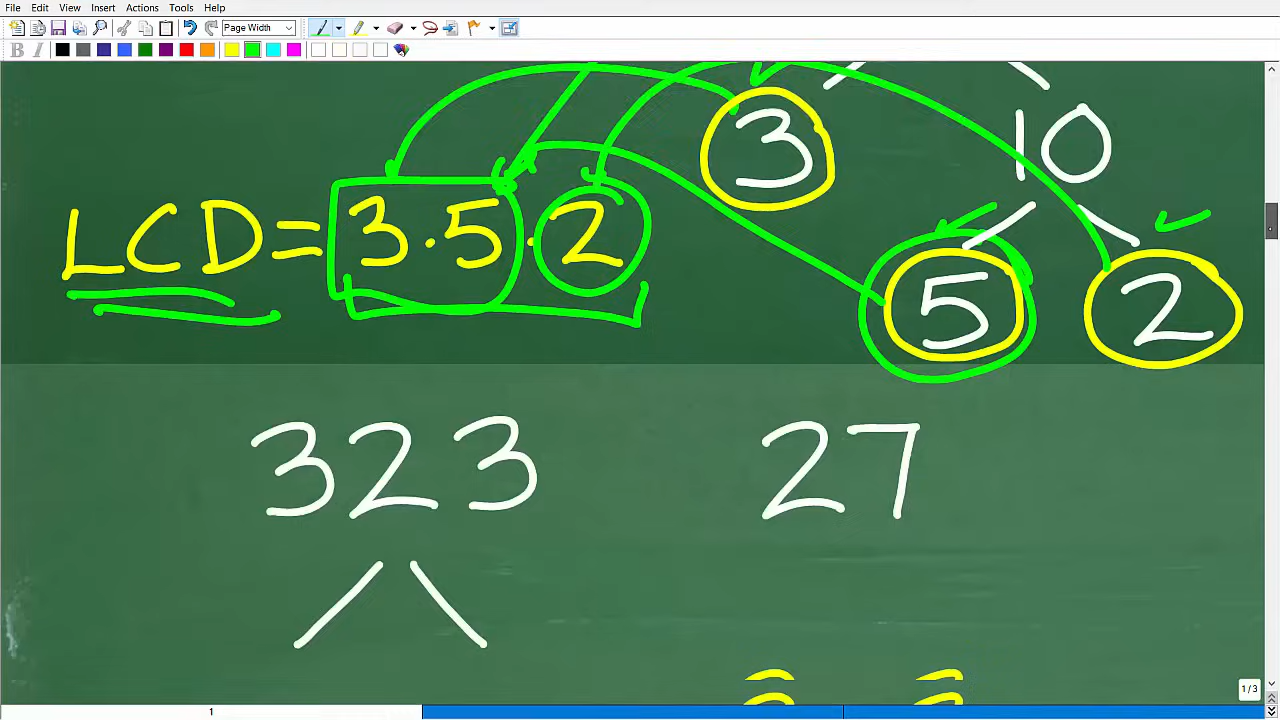 File Edit View Insert Actions Tools Help
Page Width
B I
3 10
LCD = 3 · 5 · 2
5 2
323 27
1/3
1